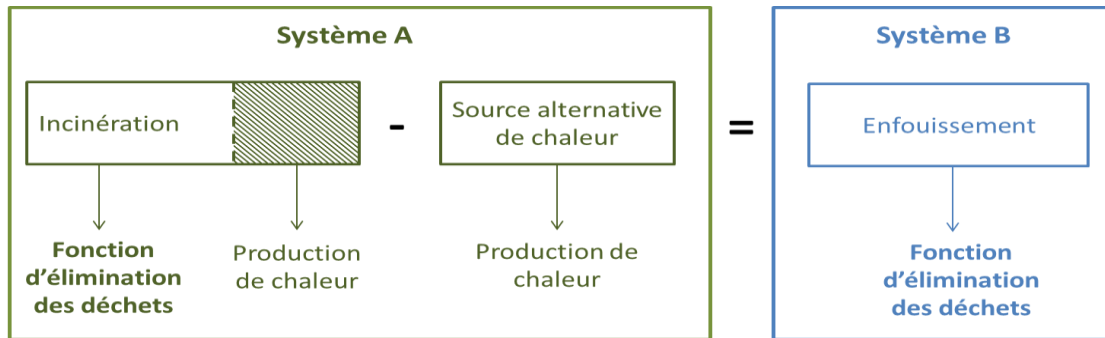 Système A
Incinération
-
Source alternative
de chaleur
Fonction
d'élimination
des déchets
Production
de chaleur
Production de
chaleur
=
Système B
Enfouissement
Fonction
d'élimination
des déchets